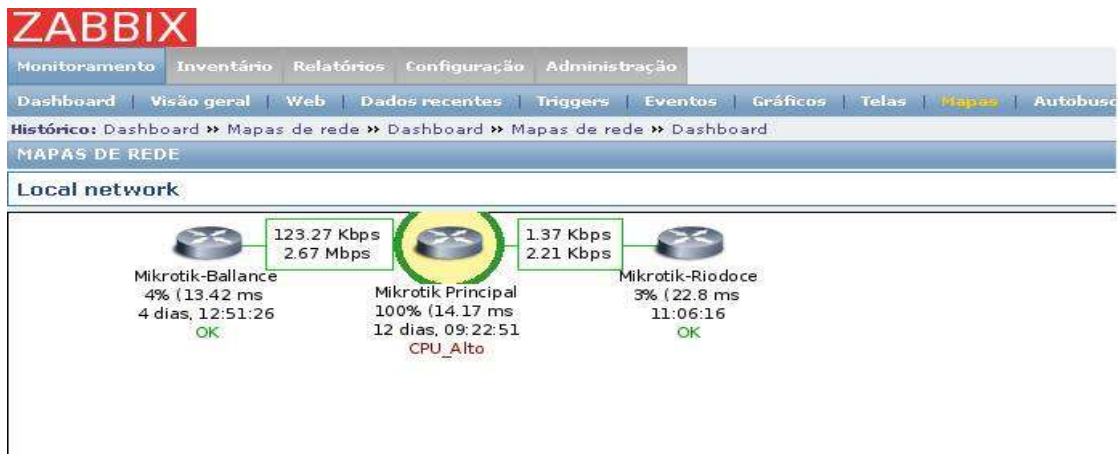 ZABBIX
Monitoramento Inventário Relatórios Configuração Administração
Dashboard | Visão geral | Web | Dados recentes | Triggers | Eventos | Gráficos | Telas | Mapas | Autobusc
Histórico: Dashboard » Mapas de rede » Dashboard » Mapas de rede » Dashboard
MAPAS DE REDE
Local network
123.27 Kbps
2.67 Mbps
1.37 Kbps
2.21 Kbps
Mikrotik-Ballance
4% (13.42 ms
4 dias, 12:51:26
OK
Mikrotik Principal
100% (14.17 ms
12 dias, 09:22:51
CPU_Alto
Mikrotik-Riodoce
3% (22.8 ms
11:06:16
OK